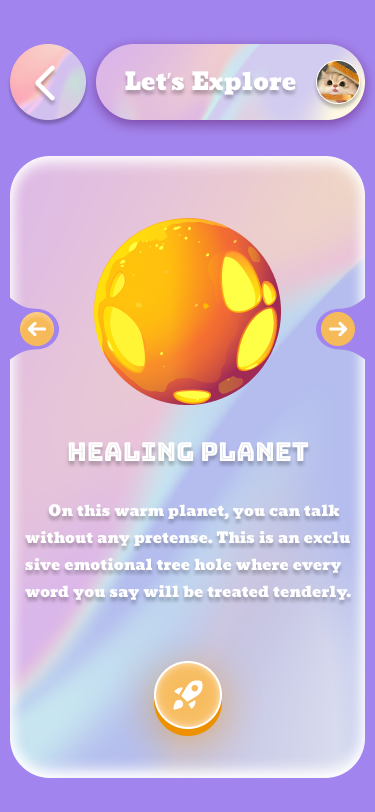 Let's Explore
HEALING PLANET
On this warm planet, you can talk
without any pretense. This is an exclu
sive emotional tree hole where every
word you say will be treated tenderly.